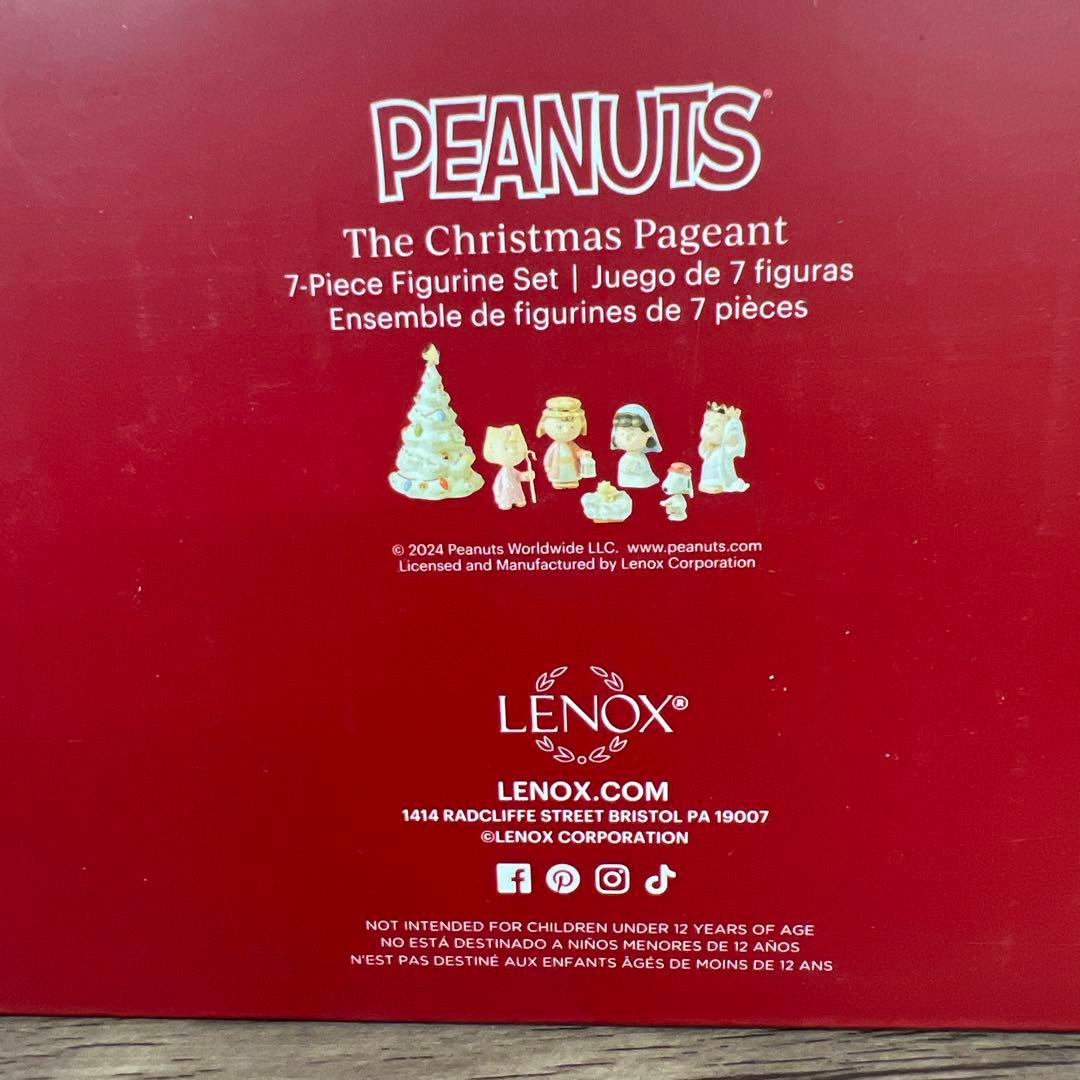 PEANUTS®
The Christmas Pageant
7-Piece Figurine Set | Juego de 7 figuras
Ensemble de figurines de 7 pièces
© 2024 Peanuts Worldwide LLC. www.peanuts.com
Licensed and Manufactured by Lenox Corporation
LENOX®
LENOX.COM
1414 RADCLIFFE STREET BRISTOL PA 19007
©LENOX CORPORATION
NOT INTENDED FOR CHILDREN UNDER 12 YEARS OF AGE
NO ESTÁ DESTINADO A NIÑOS MENORES DE 12 AÑOS
N'EST PAS DESTINÉ AUX ENFANTS ÂGÉS DE MOINS DE 12 ANS